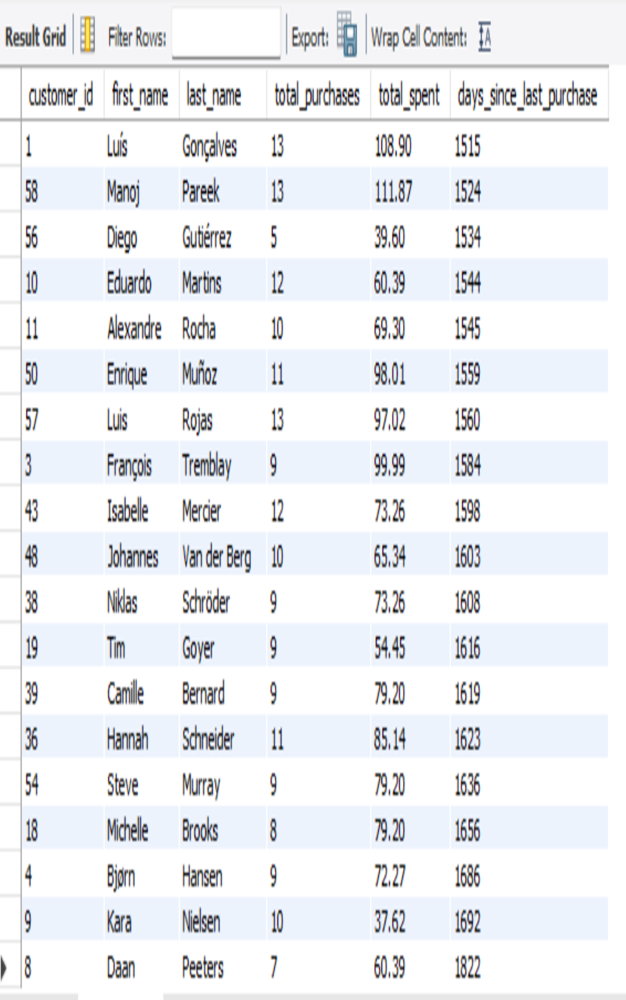 Result Grid Filter Rows: Export: Wrap Cell Content: A
customer_id first_name last_name total_purchases total_spent days_since_last_purchase
1 Luís Gonçalves 13 108.90 1515
58 Manoj Pareek 13 111.87 1524
56 Diego Gutiérrez 5 39.60 1534
10 Eduardo Martins 12 60.39 1544
11 Alexandre Rocha 10 69.30 1545
50 Enrique Muñoz 11 98.01 1559
57 Luis Rojas 13 97.02 1560
3 François Tremblay 9 99.99 1584
43 Isabelle Mercier 12 73.26 1598
48 Johannes Van der Berg 10 65.34 1603
38 Niklas Schröder 9 73.26 1608
19 Tim Goyer 9 54.45 1616
39 Camille Bernard 9 79.20 1619
36 Hannah Schneider 11 85.14 1623
54 Steve Murray 9 79.20 1636
18 Michelle Brooks 8 79.20 1656
4 Bjørn Hansen 9 72.27 1686
9 Kara Nielsen 10 37.62 1692
8 Daan Peeters 7 60.39 1822